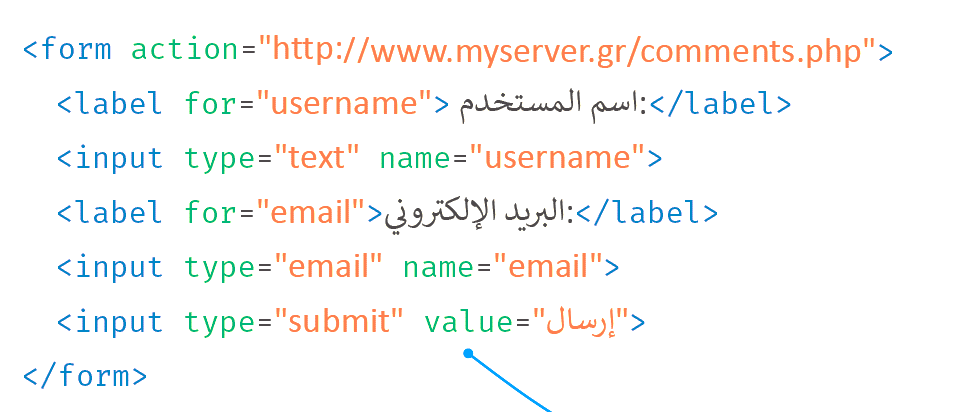 <form action="http://www.myserver.gr/comments.php">
<label for="username"> اسم المستخدم:</label>
<input type="text" name="username">
<label for="email">البريد الإلكتروني:</label>
<input type="email" name="email">
<input type="submit" value="إرسال">
</form>